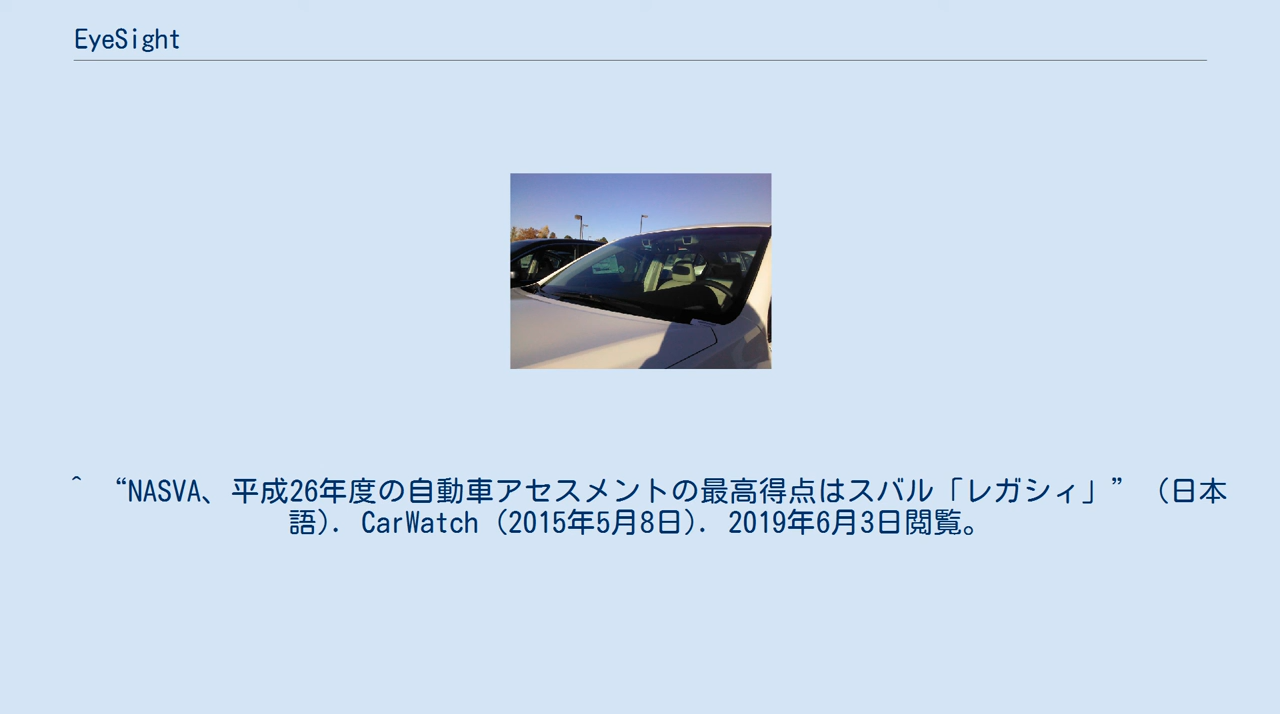 EyeSight
^ “NASVA、平成26年度の自動車アセスメントの最高得点はスバル「レガシィ」” (日本
語). CarWatch (2015年5月8日). 2019年6月3日閲覧。